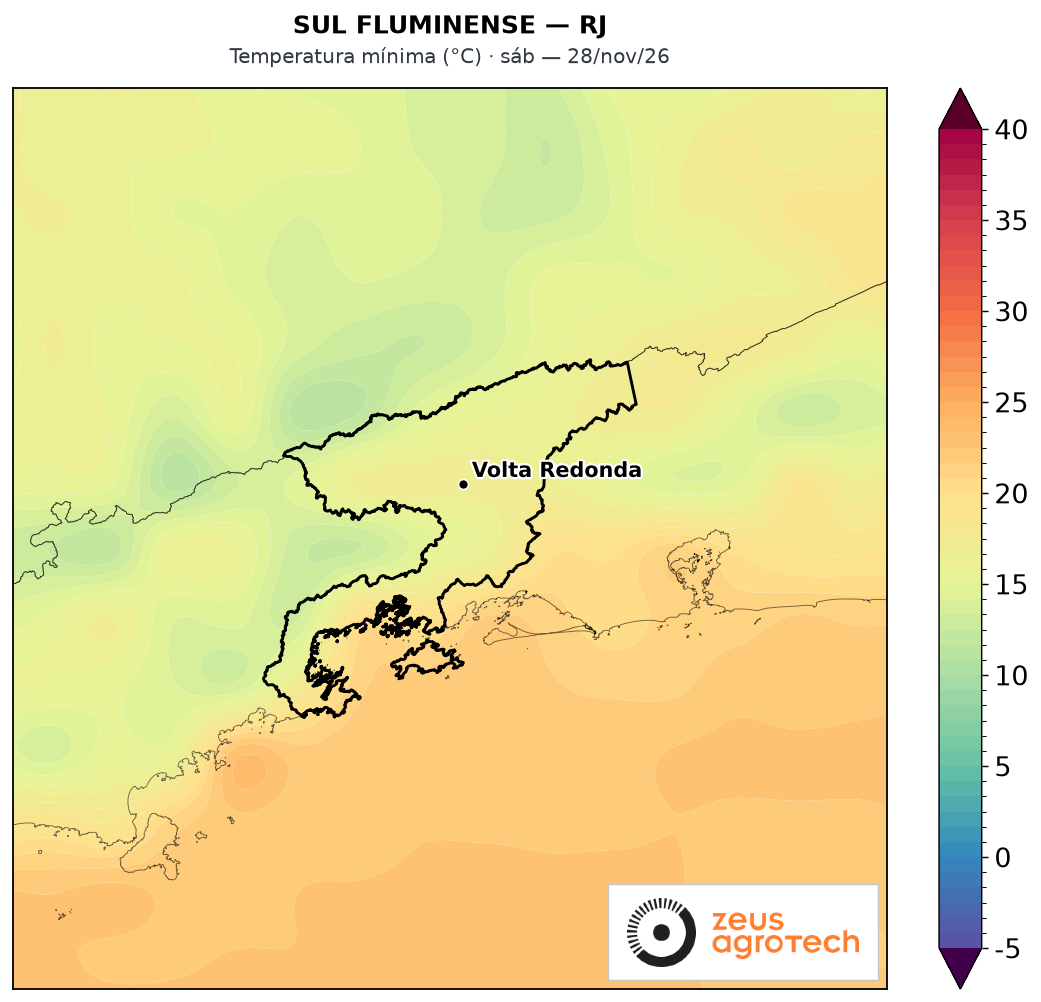 SUL FLUMINENSE — RJ
Temperatura mínima (°C) · sáb — 28/nov/26
40
35
30
25
20
15
10
5
0
-5
Volta Redonda
zeus
agrotech